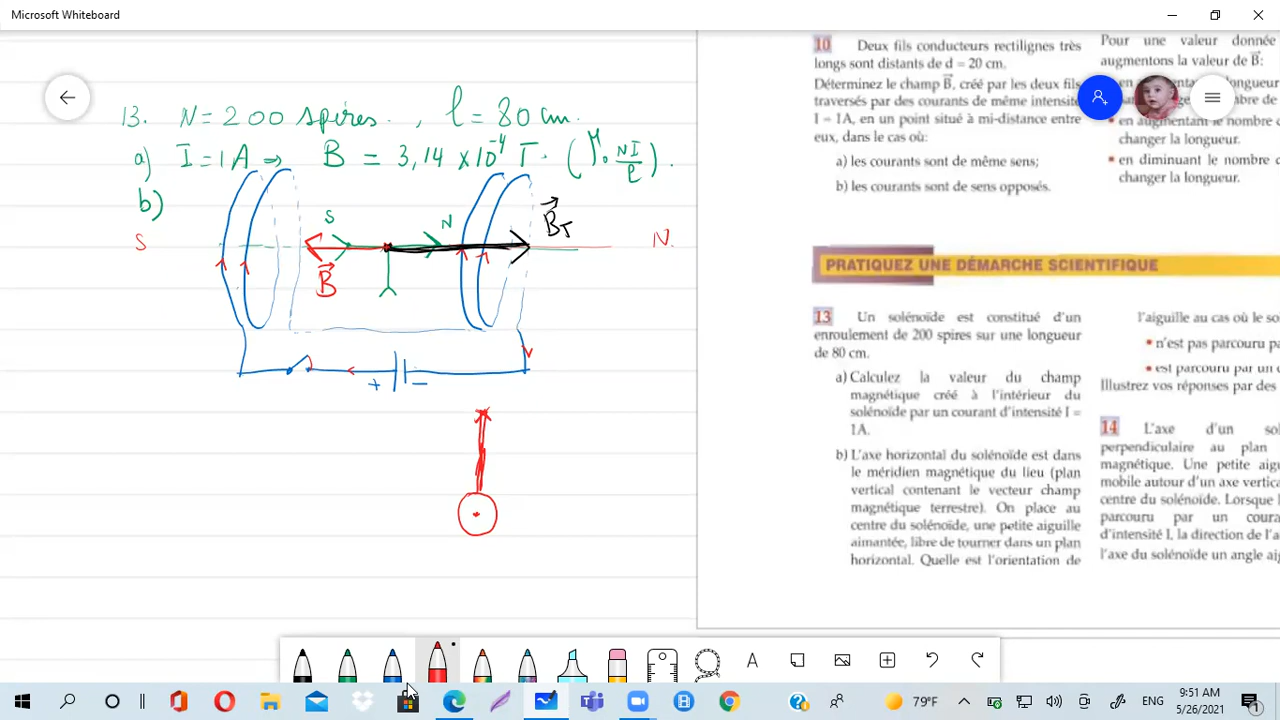 Microsoft Whiteboard
13. N = 200 spires , l = 80 cm.
a) I = 1 A ⇒ B = 3,14 × 10⁻⁴ T. (μ₀ NI/l).
b)
S
S
N
B⃗
B⃗T
N.
+
−
10 Deux fils conducteurs rectilignes très
longs sont distants de d = 20 cm.
Déterminez le champ B⃗, créé par les deux fils
traversés par des courants de même intensité
I = 1A, en un point situé à mi-distance entre
eux, dans le cas où:
a) les courants sont de même sens;
b) les courants sont de sens opposés.
Pour une valeur donnée
augmentons la valeur de B⃗:
en
en augmentant le nombre
changer la longueur.
en diminuant le nombre
changer la longueur.
PRATIQUEZ UNE DÉMARCHE SCIENTIFIQUE
13 Un solénoïde est constitué d'un
enroulement de 200 spires sur une longueur
de 80 cm.
a) Calculez la valeur du champ
magnétique créé à l'intérieur du
solénoïde par un courant d'intensité I =
1A.
b) L'axe horizontal du solénoïde est dans
le méridien magnétique du lieu (plan
vertical contenant le vecteur champ
magnétique terrestre). On place au
centre du solénoïde, une petite aiguille
aimantée, libre de tourner dans un plan
horizontal. Quelle est l'orientation de
l'aiguille au cas où le
n'est pas parcouru
est parcouru par un
Illustrez vos réponses par des
14 L'axe d'un
perpendiculaire au plan
magnétique. Une petite
mobile autour d'un axe
centre du solénoïde. Lorsque
parcouru par un
d'intensité I, la direction de
l'axe du solénoïde un angle
A
79°F
ENG
9:51 AM
5/26/2021